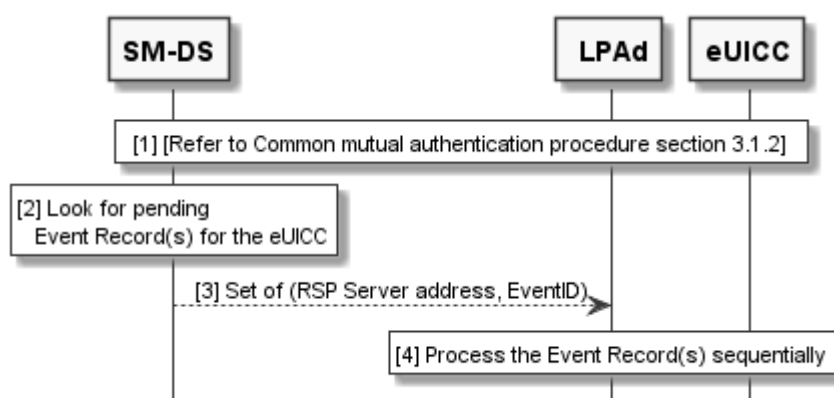 SM-DS
LPAd
eUICC
[1] [Refer to Common mutual authentication procedure section 3.1.2]
[2] Look for pending
Event Record(s) for the eUICC
[3] Set of (RSP Server address, EventID)
[4] Process the Event Record(s) sequentially